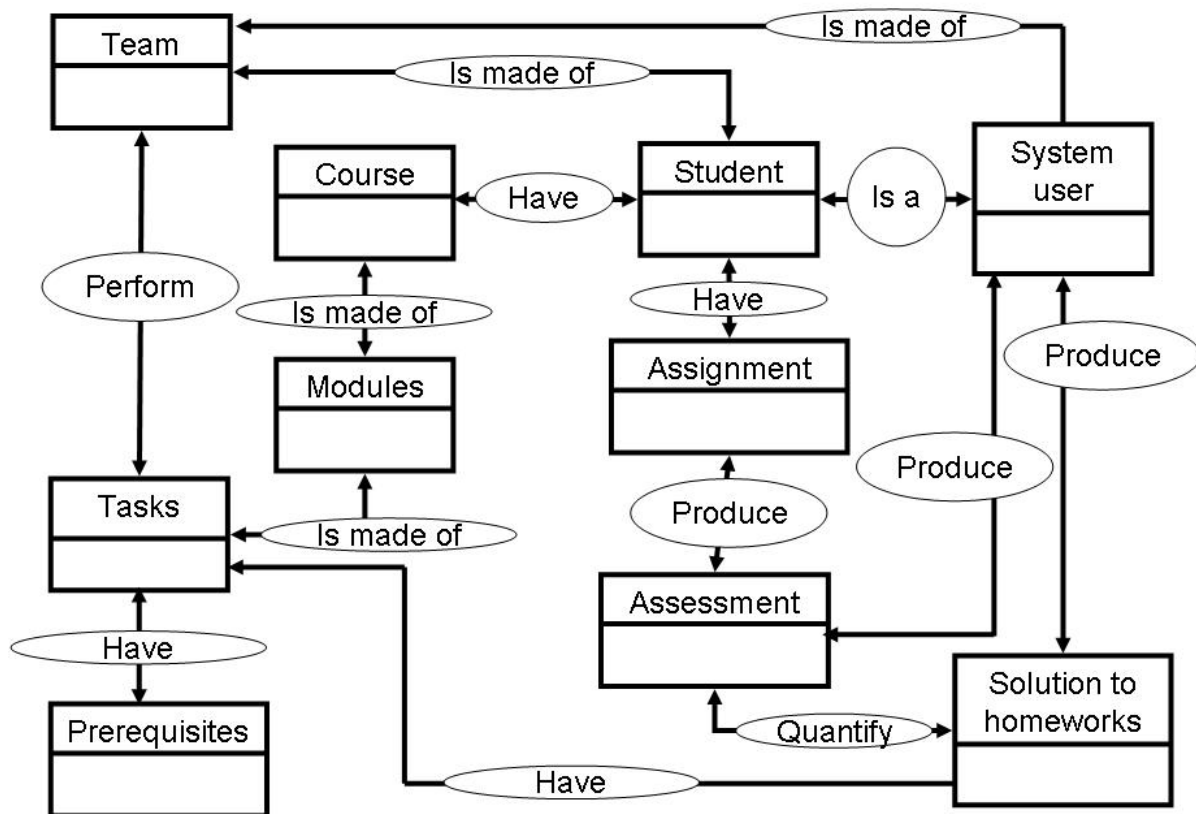 Is made of
Team
Is made of
System
user
Course
Student
Have
Is a
Perform
Have
Is made of
Produce
Modules
Assignment
Produce
Tasks
Produce
Is made of
Assessment
Have
Solution to
homeworks
Prerequisites
Quantify
Have